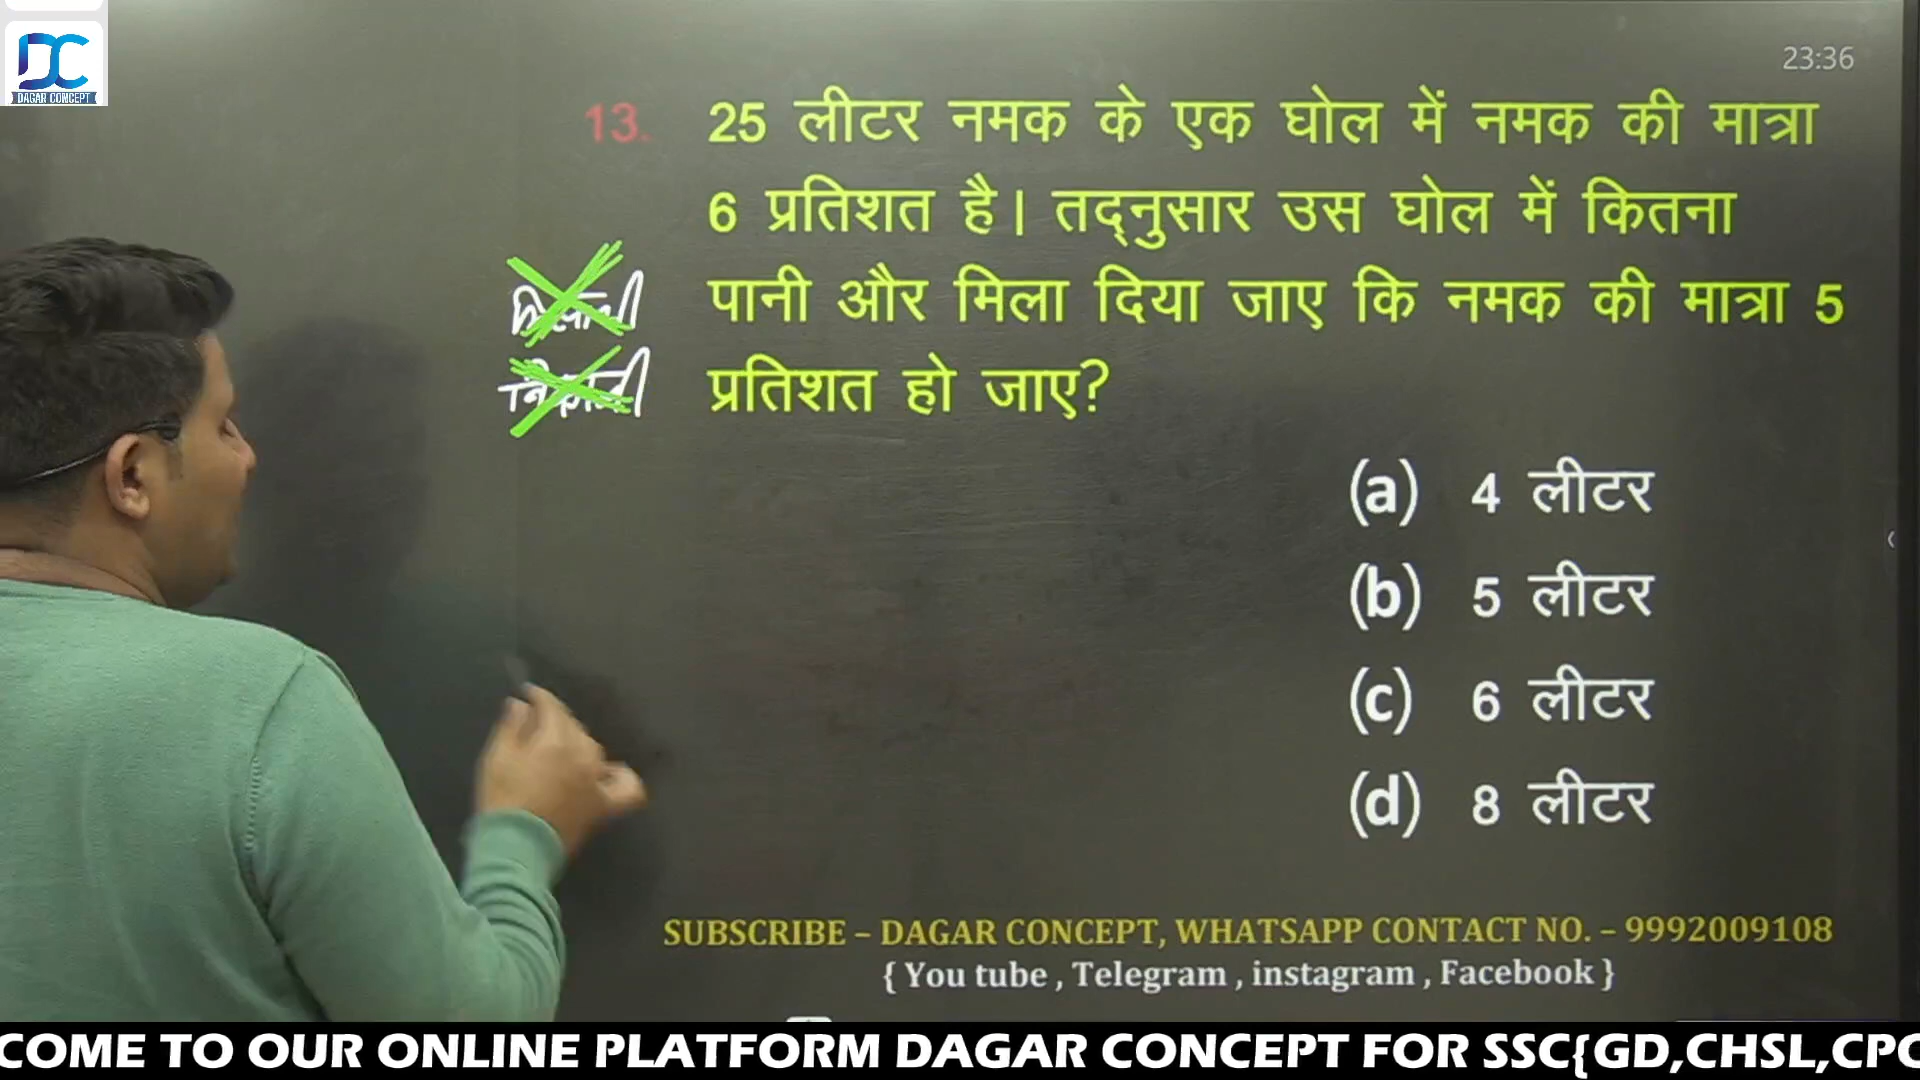 DC
DAGAR CONCEPT
23:36
13. 25 लीटर नमक के एक घोल में नमक की मात्रा
6 प्रतिशत है। तद्नुसार उस घोल में कितना
पानी और मिला दिया जाए कि नमक की मात्रा 5
प्रतिशत हो जाए?
(a) 4 लीटर
(b) 5 लीटर
(c) 6 लीटर
(d) 8 लीटर
SUBSCRIBE – DAGAR CONCEPT, WHATSAPP CONTACT NO. – 9992009108
{ You tube , Telegram , instagram , Facebook }
COME TO OUR ONLINE PLATFORM DAGAR CONCEPT FOR SSC{GD,CHSL,CPO